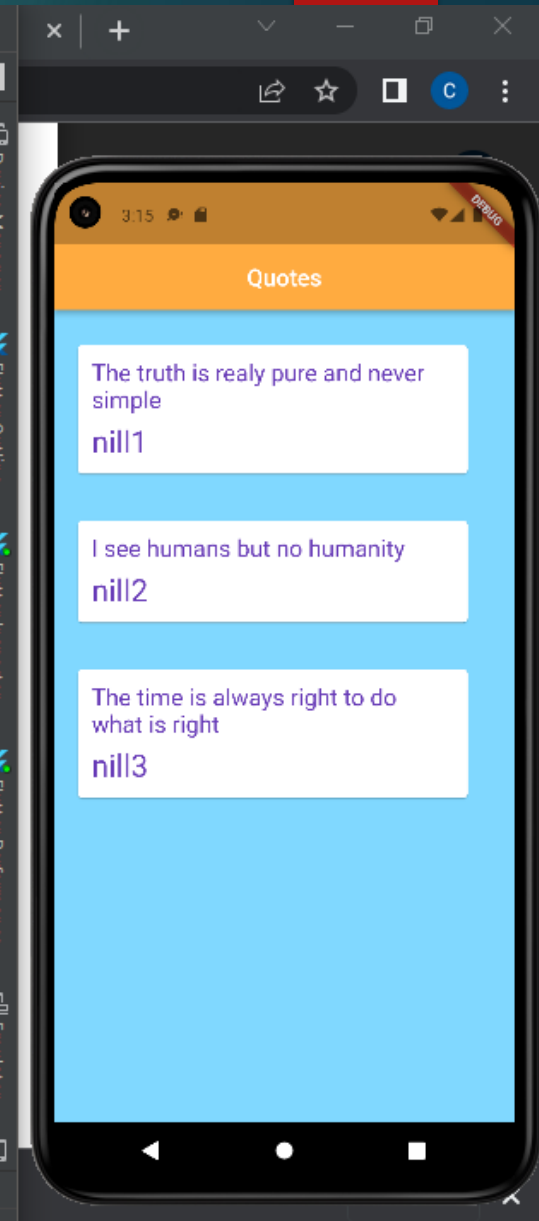 C
3:15
DEBUG
Quotes
The truth is realy pure and never
simple
nill1
I see humans but no humanity
nill2
The time is always right to do
what is right
nill3